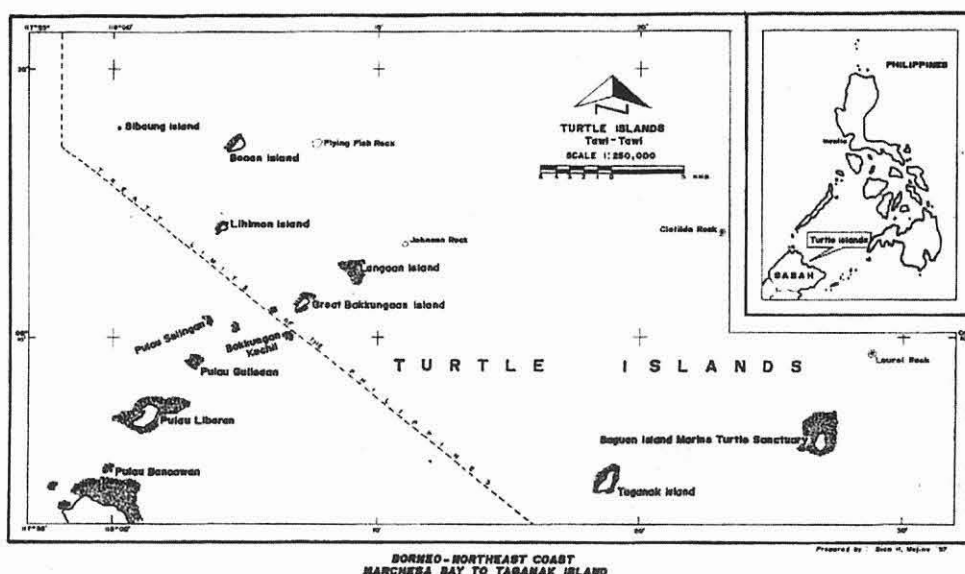 TURTLE ISLANDS
Tawi-Tawi
SCALE 1:250,000
PHILIPPINES
Turtle Islands
SABAH
Sibaung Island
Boaan Island
Flying Fish Rock
Lihiman Island
Johnson Rock
Clotilde Rock
Langaan Island
Great Bakkungaan Island
Pulau Salingan
Bakkungan
Kechil
Pulau Gulisaan
TURTLE ISLANDS
Laurel Rock
Pulau Libaran
Baguan Island Marine Turtle Sanctuary
Pulau Bancawan
Taganak Island
BORNEO-NORTHEAST COAST
MARCHESA BAY TO TAGANAK ISLAND